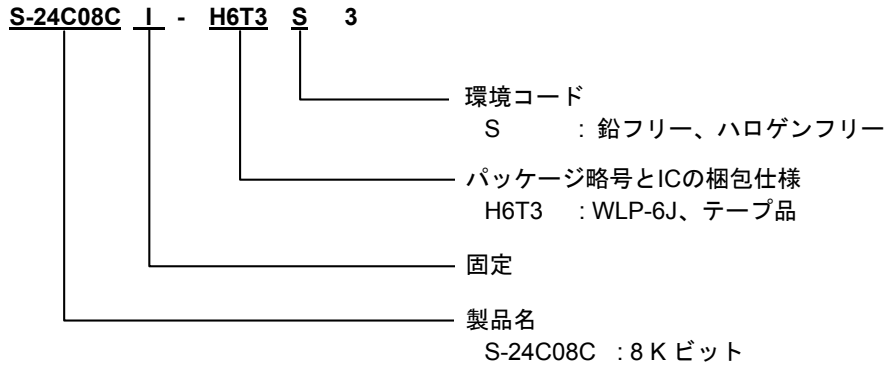 S-24C08C I - H6T3 S 3
環境コード
S : 鉛フリー、ハロゲンフリー
パッケージ略号とICの梱包仕様
H6T3 : WLP-6J、テープ品
固定
製品名
S-24C08C : 8 K ビット